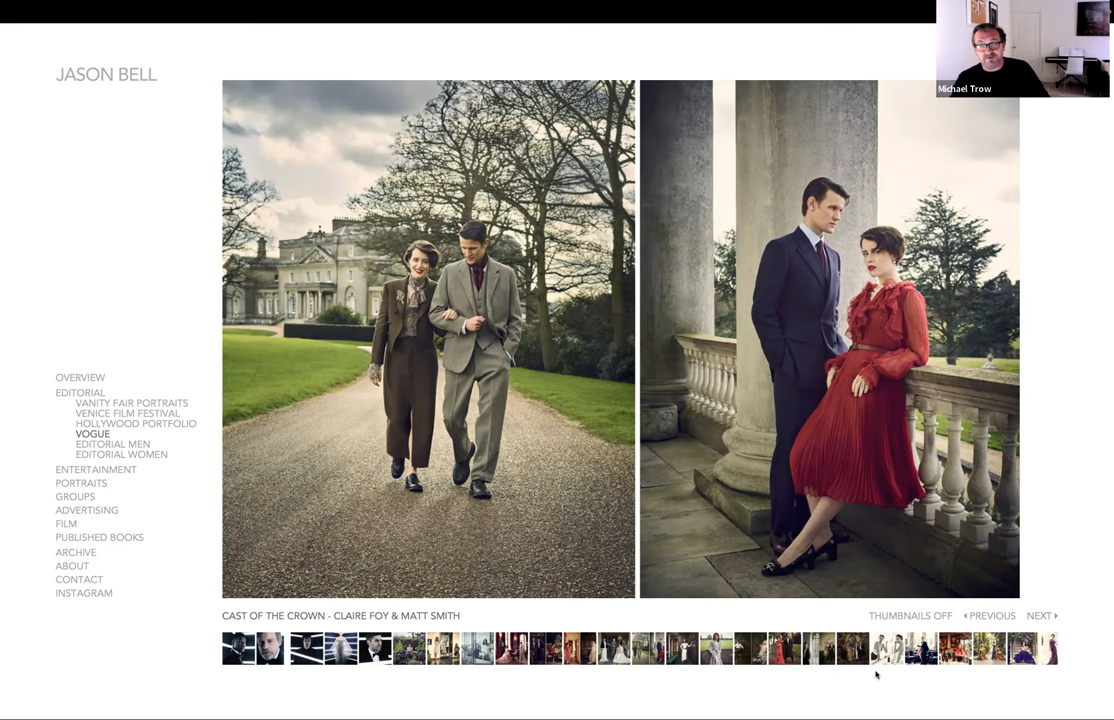 JASON BELL
Michael Trow
OVERVIEW
EDITORIAL
VANITY FAIR PORTRAITS
VENICE FILM FESTIVAL
HOLLYWOOD PORTFOLIO
VOGUE
EDITORIAL MEN
EDITORIAL WOMEN
ENTERTAINMENT
PORTRAITS
GROUPS
ADVERTISING
FILM
PUBLISHED BOOKS
ARCHIVE
ABOUT
CONTACT
INSTAGRAM
CAST OF THE CROWN - CLAIRE FOY & MATT SMITH
THUMBNAILS OFF PREVIOUS NEXT